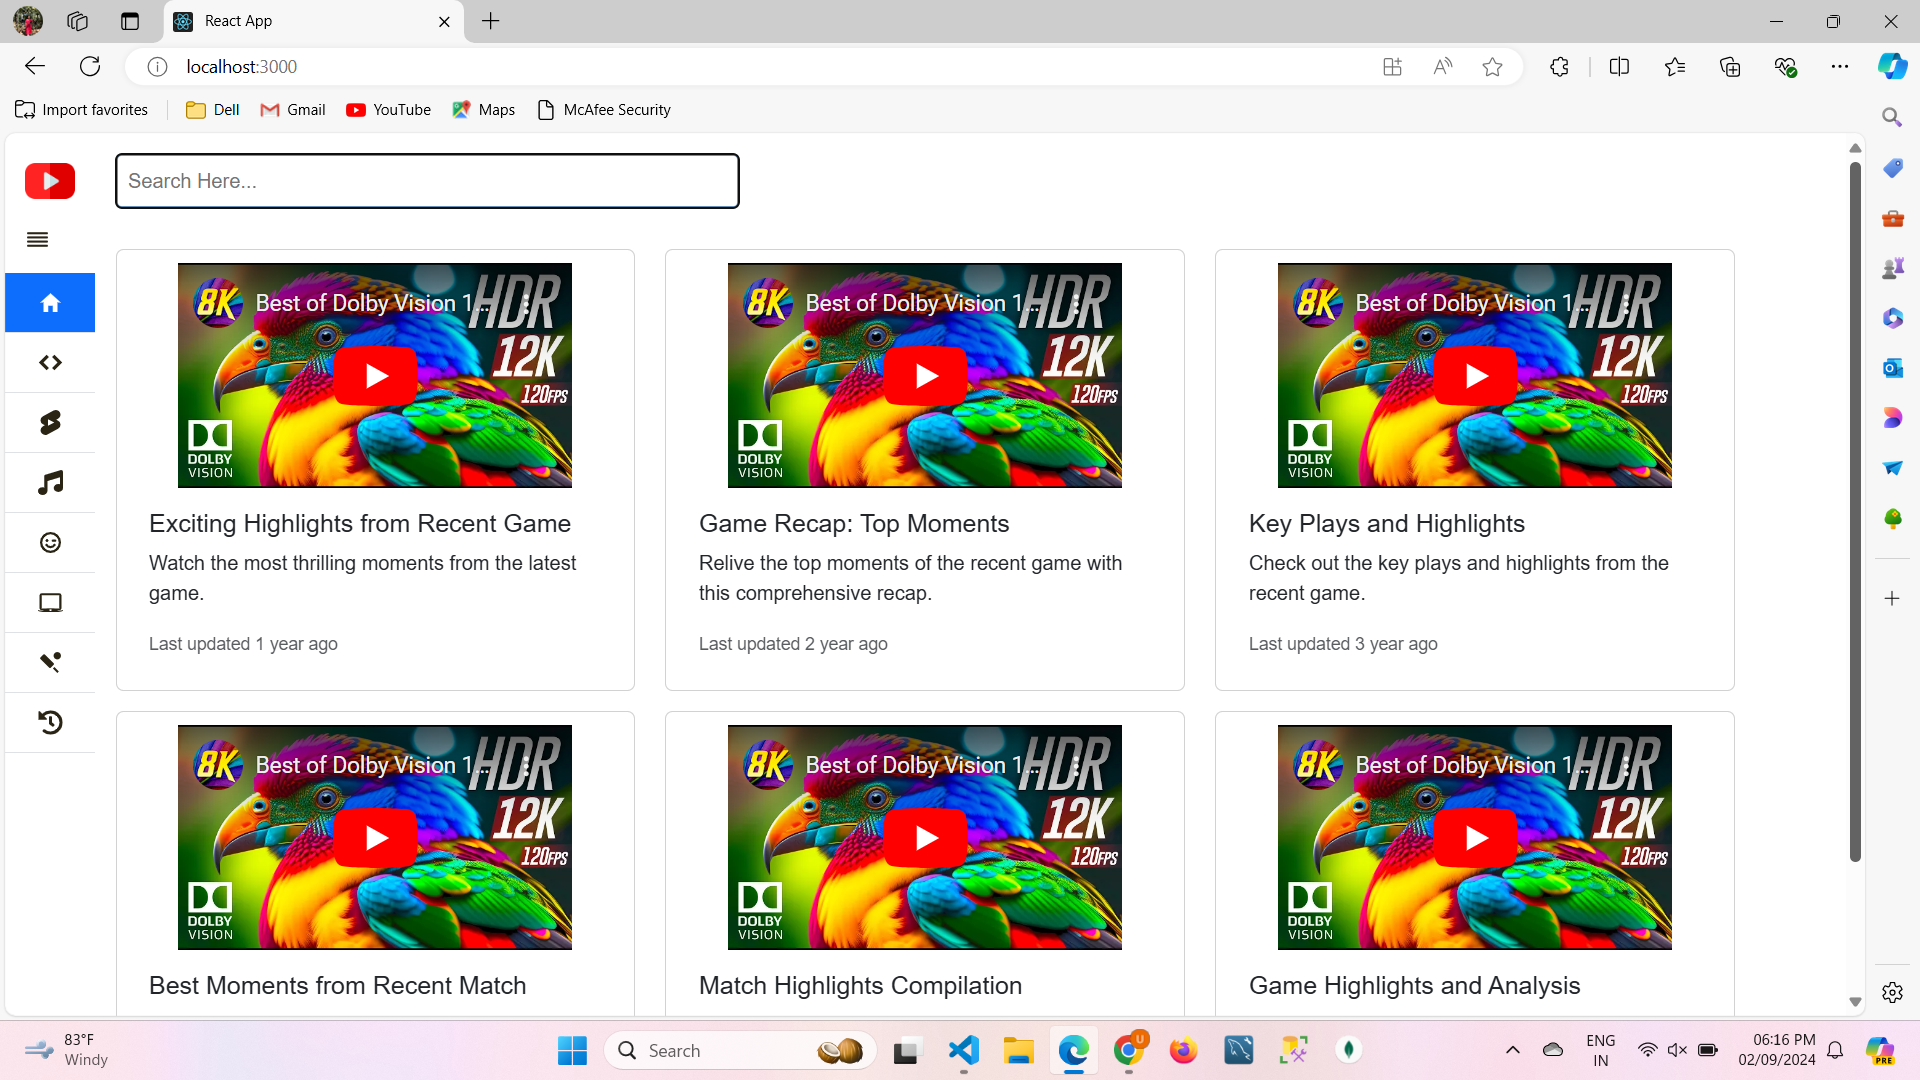 React App
localhost:3000
Import favorites
Dell
Gmail
YouTube
Maps
McAfee Security
Search Here...
8K Best of Dolby Vision 1... HDR
12K
120FPS
DOLBY
VISION
Exciting Highlights from Recent Game
Watch the most thrilling moments from the latest
game.
Last updated 1 year ago
8K Best of Dolby Vision 1... HDR
12K
120FPS
DOLBY
VISION
Game Recap: Top Moments
Relive the top moments of the recent game with
this comprehensive recap.
Last updated 2 year ago
8K Best of Dolby Vision 1... HDR
12K
120FPS
DOLBY
VISION
Key Plays and Highlights
Check out the key plays and highlights from the
recent game.
Last updated 3 year ago
8K Best of Dolby Vision 1... HDR
12K
120FPS
DOLBY
VISION
Best Moments from Recent Match
8K Best of Dolby Vision 1... HDR
12K
120FPS
DOLBY
VISION
Match Highlights Compilation
8K Best of Dolby Vision 1... HDR
12K
120FPS
DOLBY
VISION
Game Highlights and Analysis
83°F
Windy
Search
U
ENG
IN
06:16 PM
02/09/2024
PRE